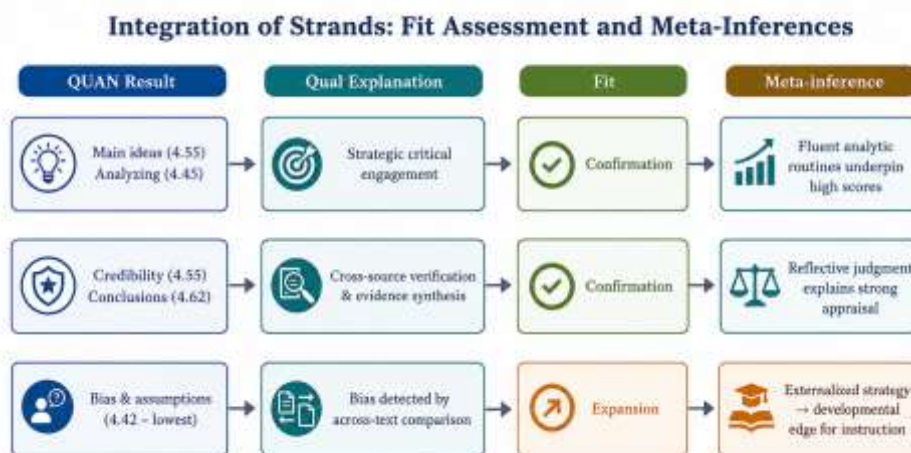 Integration of Strands: Fit Assessment and Meta-Inferences
QUAN Result
Qual Explanation
Fit
Meta-inference
Main ideas (4.55)
Analyzing (4.45)
Strategic critical
engagement
Confirmation
Fluent analytic
routines underpin
high scores
Credibility (4.55)
Conclusions (4.62)
Cross-source verification
& evidence synthesis
Confirmation
Reflective judgment
explains strong
appraisal
Bias & assumptions
(4.42 – lowest)
Bias detected by
across-text comparison
Expansion
Externalized strategy
→ developmental
edge for instruction